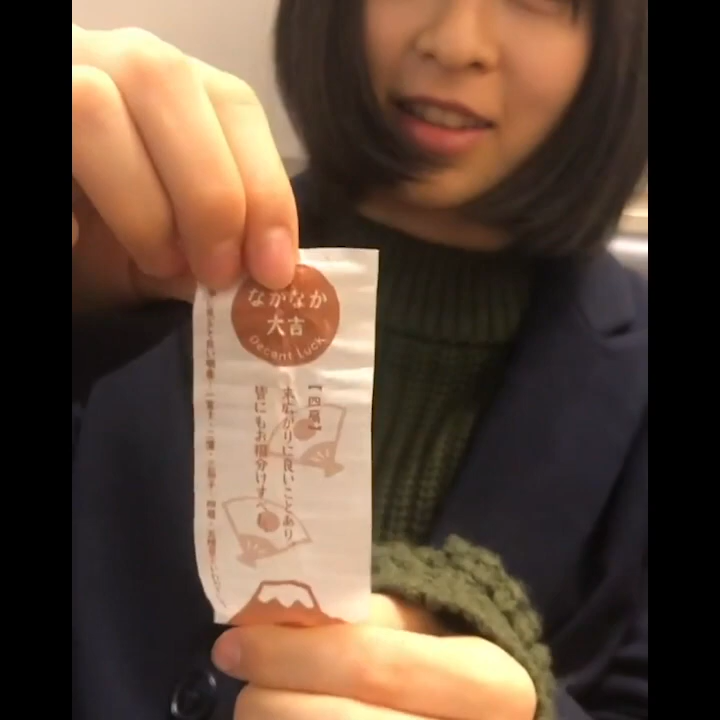 なかなか
大吉
Decent Luck
【四福】
末広がりに良いことあり
皆にもお福分けすべし